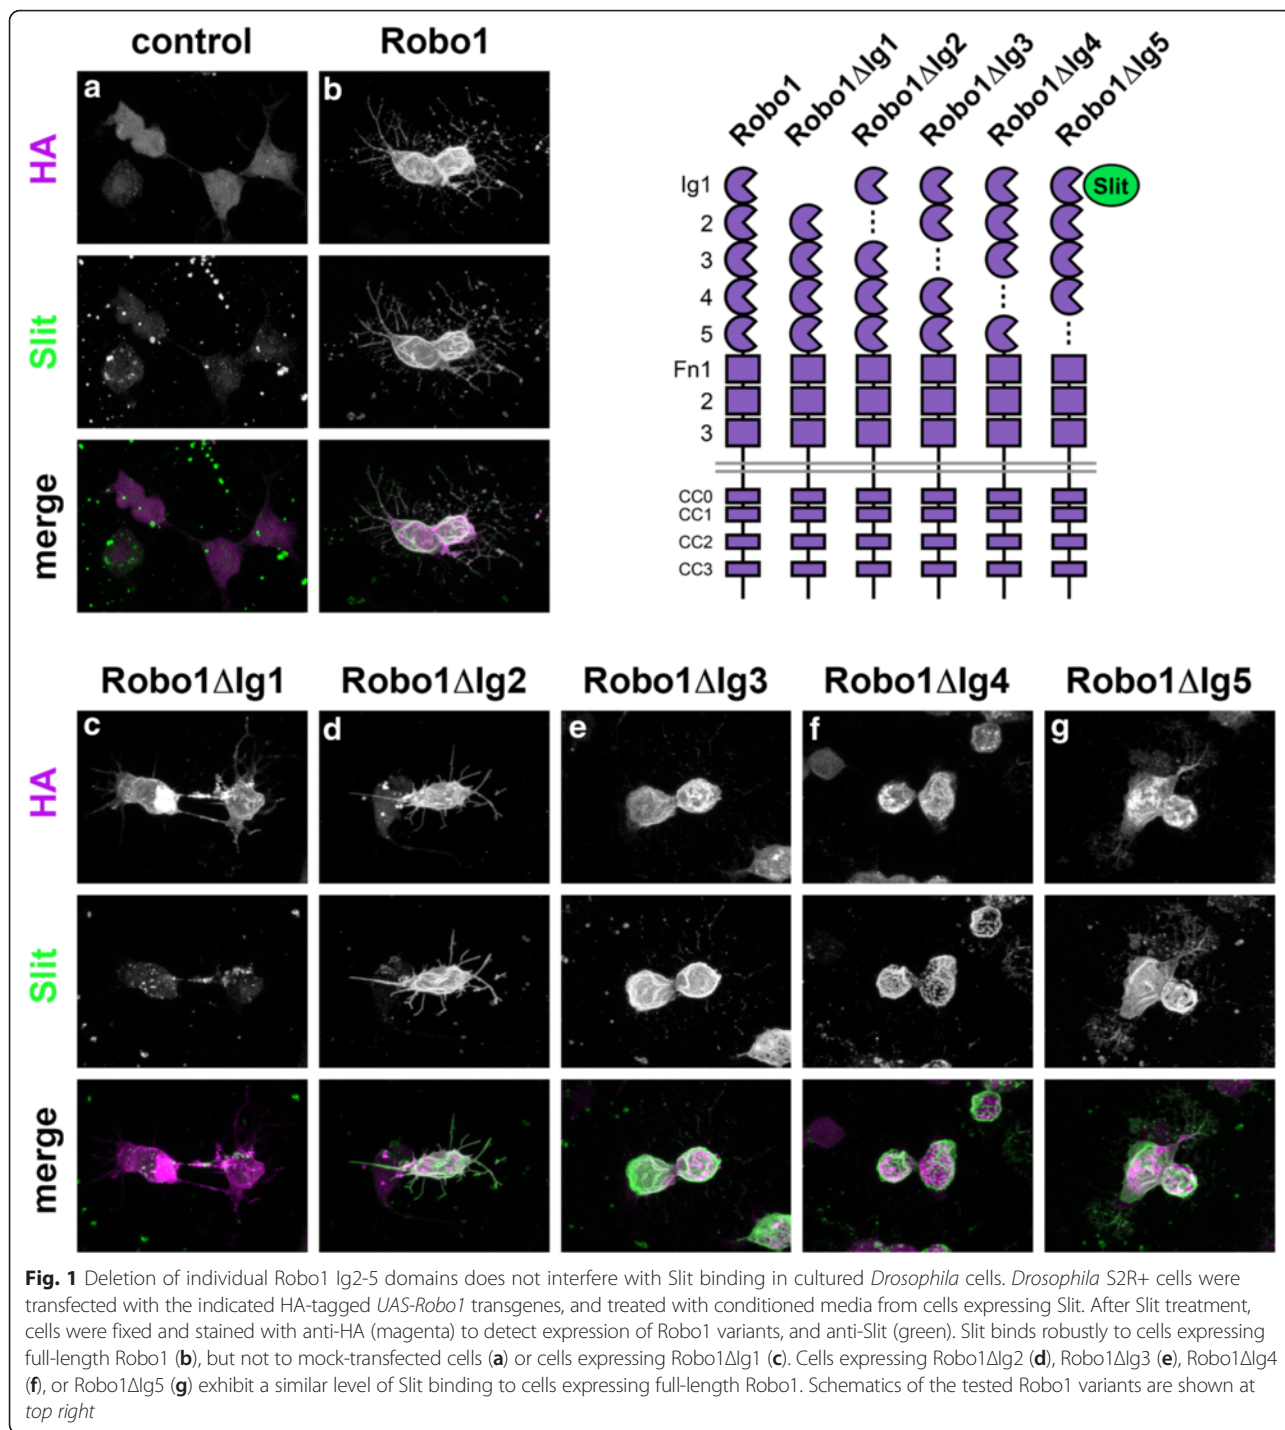 control
Robo1
a
b
HA
Slit
merge
Robo1
Robo1ΔIg1
Robo1ΔIg2
Robo1ΔIg3
Robo1ΔIg4
Robo1ΔIg5
Ig1
Slit
2
3
4
5
Fn1
2
3
CC0
CC1
CC2
CC3
Robo1ΔIg1
Robo1ΔIg2
Robo1ΔIg3
Robo1ΔIg4
Robo1ΔIg5
c
d
e
f
g
HA
Slit
merge
Fig. 1 Deletion of individual Robo1 Ig2-5 domains does not interfere with Slit binding in cultured Drosophila cells. Drosophila S2R+ cells were
transfected with the indicated HA-tagged UAS-Robo1 transgenes, and treated with conditioned media from cells expressing Slit. After Slit treatment,
cells were fixed and stained with anti-HA (magenta) to detect expression of Robo1 variants, and anti-Slit (green). Slit binds robustly to cells expressing
full-length Robo1 (b), but not to mock-transfected cells (a) or cells expressing Robo1ΔIg1 (c). Cells expressing Robo1ΔIg2 (d), Robo1ΔIg3 (e), Robo1ΔIg4
(f), or Robo1ΔIg5 (g) exhibit a similar level of Slit binding to cells expressing full-length Robo1. Schematics of the tested Robo1 variants are shown at
top right